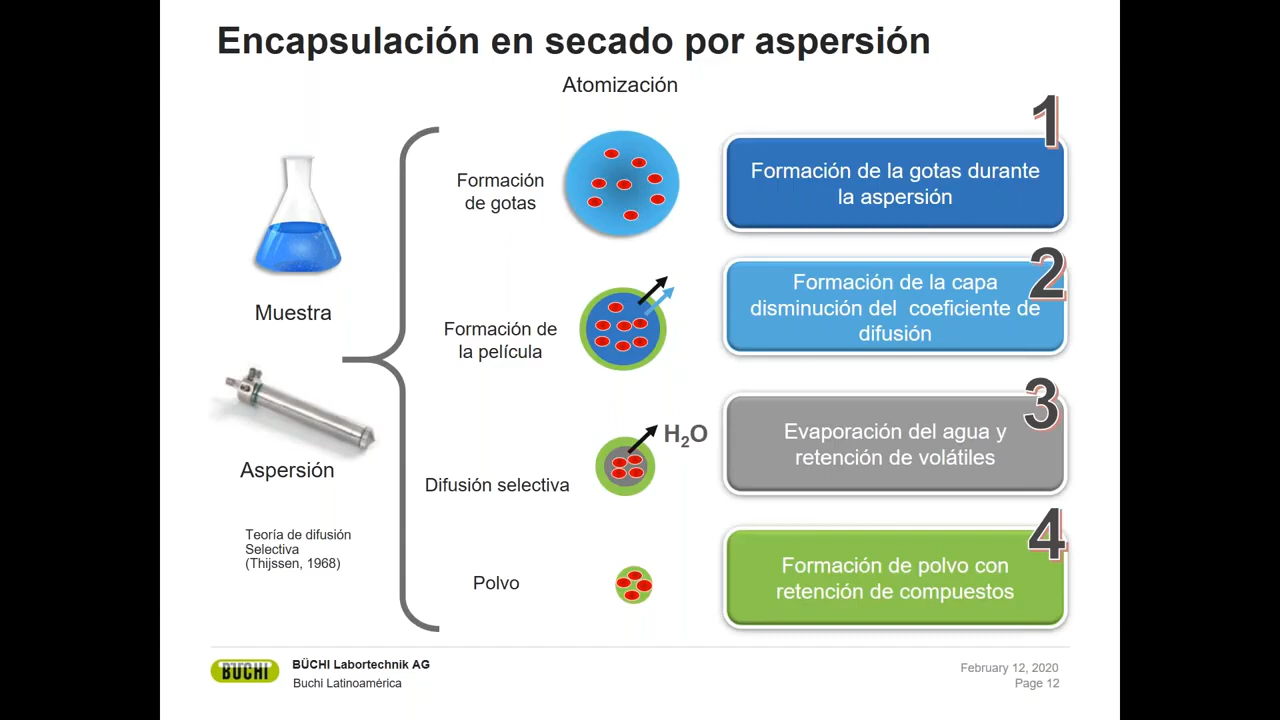 Encapsulación en secado por aspersión
Atomización
Muestra
Aspersión
Teoría de difusión
Selectiva
(Thijssen, 1968)
Formación
de gotas
1
Formación de la gotas durante
la aspersión
Formación de
la película
2
Formación de la capa
disminución del coeficiente de
difusión
Difusión selectiva
H₂O
3
Evaporación del agua y
retención de volátiles
Polvo
4
Formación de polvo con
retención de compuestos
BÜCHI
BÜCHI Labortechnik AG
Buchi Latinoamérica
February 12, 2020
Page 12